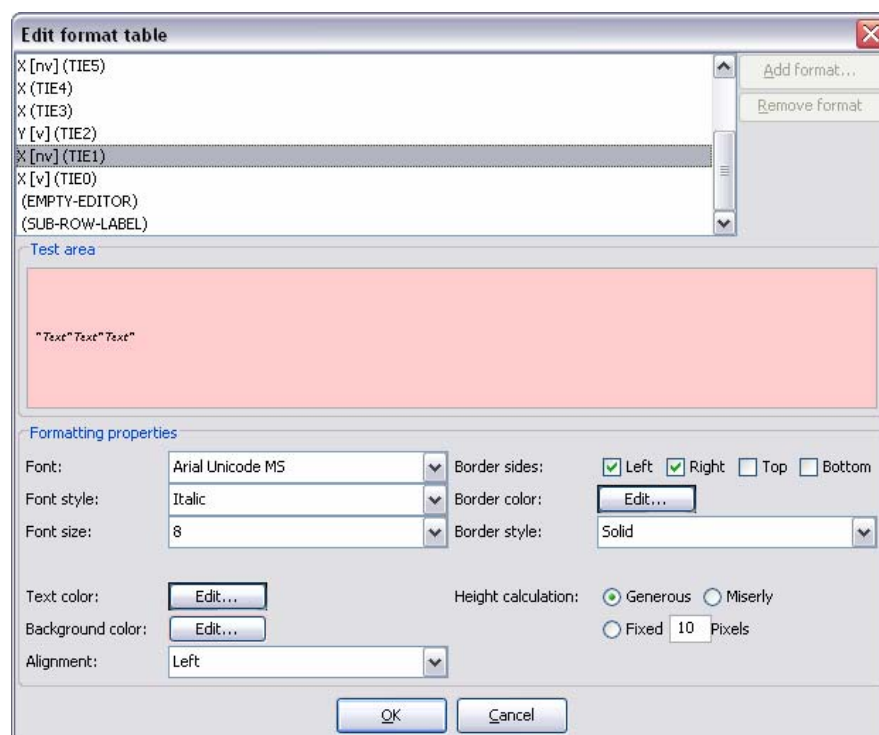 Edit format table
X [nv] (TIE5)
X (TIE4)
X (TIE3)
Y [v] (TIE2)
X [nv] (TIE1)
X [v] (TIE0)
(EMPTY-EDITOR)
(SUB-ROW-LABEL)
Add format...
Remove format
Test area
"Text"Text"Text"
Formatting properties
Font: Arial Unicode MS Border sides: Left Right Top Bottom
Font style: Italic Border color: Edit...
Font size: 8 Border style: Solid
Text color: Edit... Height calculation: Generous Miserly
Background color: Edit... Fixed 10 Pixels
Alignment: Left
OK Cancel